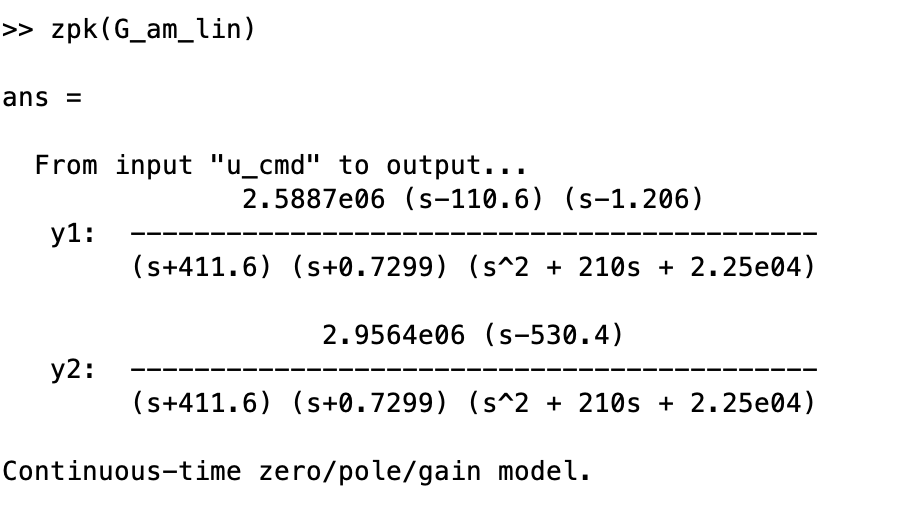 >> zpk(G_am_lin)
ans =
From input "u_cmd" to output...
2.5887e06 (s-110.6) (s-1.206)
y1: -------------------------------------------
(s+411.6) (s+0.7299) (s^2 + 210s + 2.25e04)
2.9564e06 (s-530.4)
y2: -------------------------------------------
(s+411.6) (s+0.7299) (s^2 + 210s + 2.25e04)
Continuous-time zero/pole/gain model.